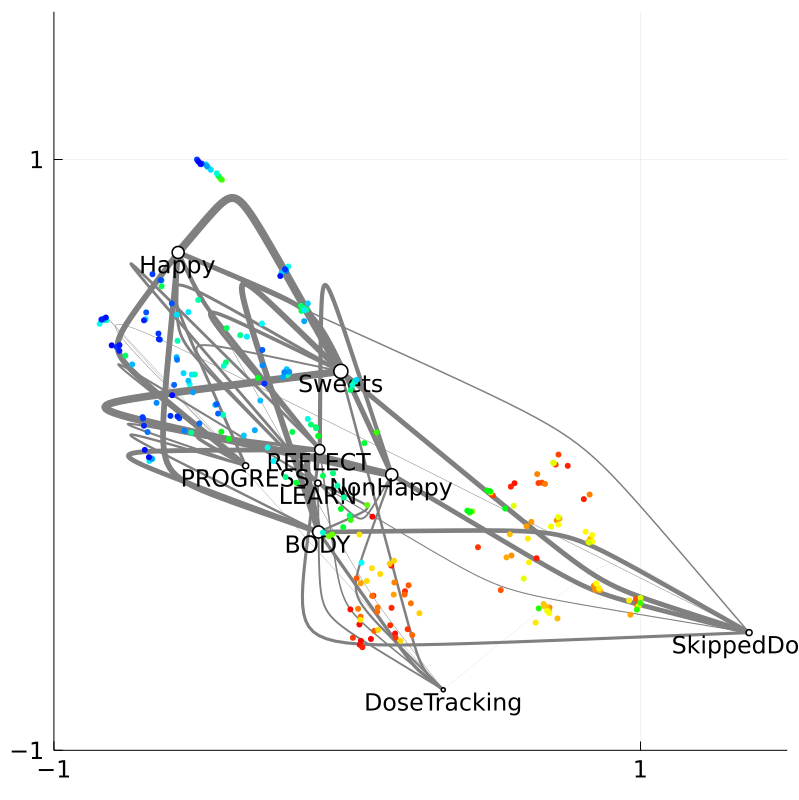 1
Happy
Sweets
REFLECT
PROGRESS
LEARN
NonHappy
BODY
SkippedDo
DoseTracking
−1
−1
1